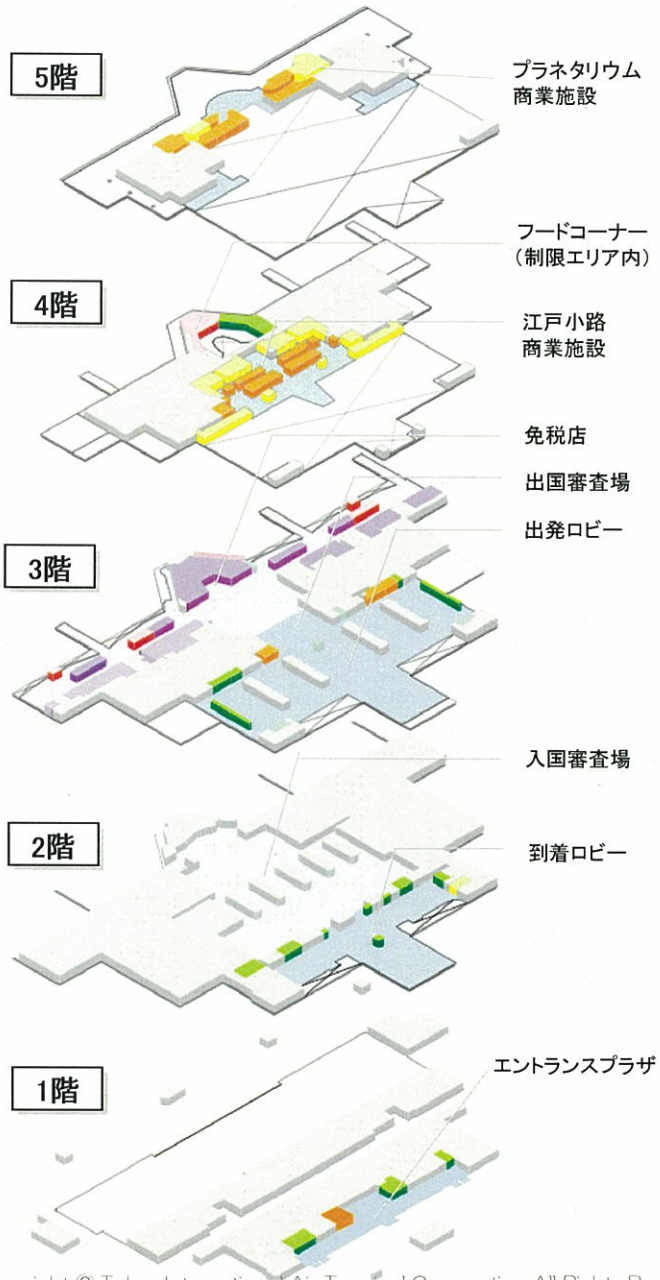 5階
プラネタリウム
商業施設
フードコーナー
（制限エリア内）
4階
江戸小路
商業施設
免税店
出国審査場
出発ロビー
3階
入国審査場
2階
到着ロビー
エントランスプラザ
1階